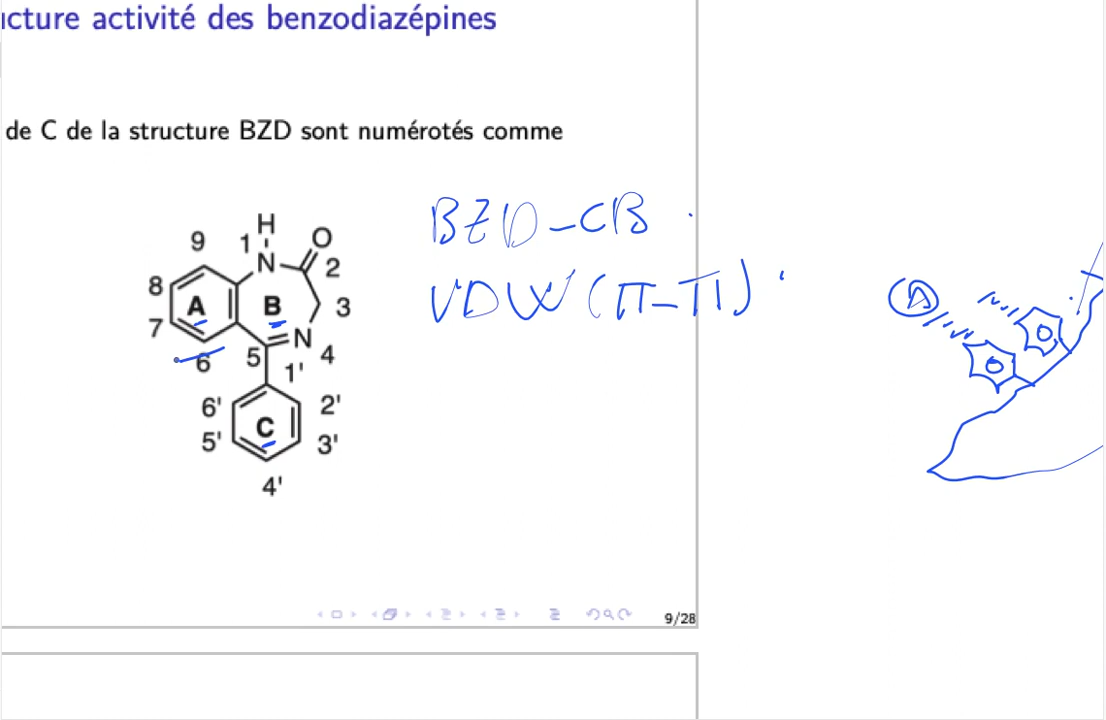 icture activité des benzodiazépines
de C de la structure BZD sont numérotés comme
H
9 1 N O
8 2
A B 3
7
6 5 N 4
1'
6' 2'
C
5' 3'
4'
BZD-CB
VDW (π-π)
A
9/28